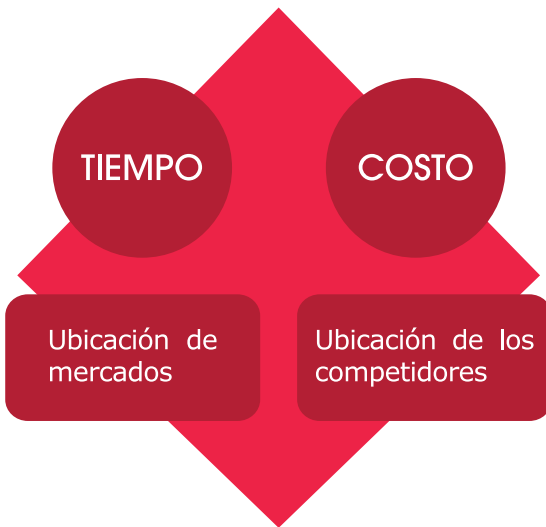 TIEMPO
COSTO
Ubicación de
mercados
Ubicación de los
competidores